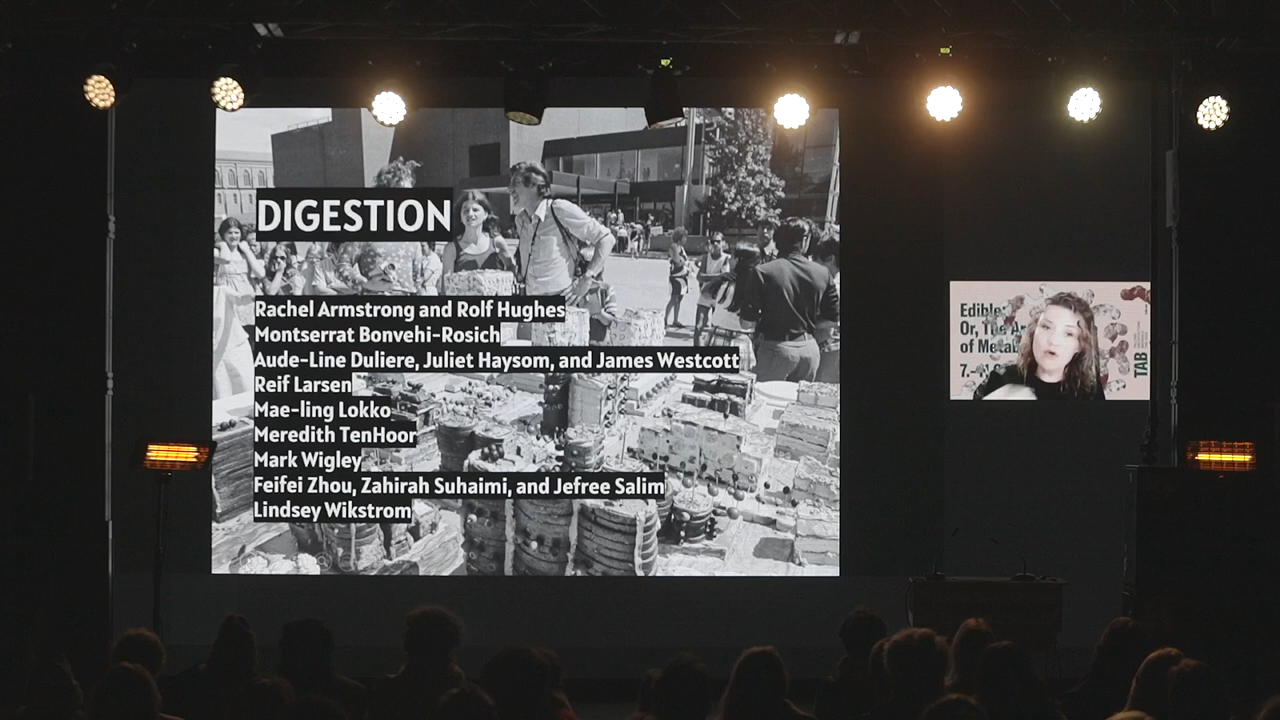 DIGESTION
Rachel Armstrong and Rolf Hughes
Montserrat Bonvehi-Rosich
Aude-Line Duliere, Juliet Haysom, and James Westcott
Reif Larsen
Mae-ling Lokko
Meredith TenHoor
Mark Wigley
Feifei Zhou, Zahirah Suhaimi, and Jefree Salim
Lindsey Wikstrom
Edible
Or, The A
of Metab
7.–
TAB